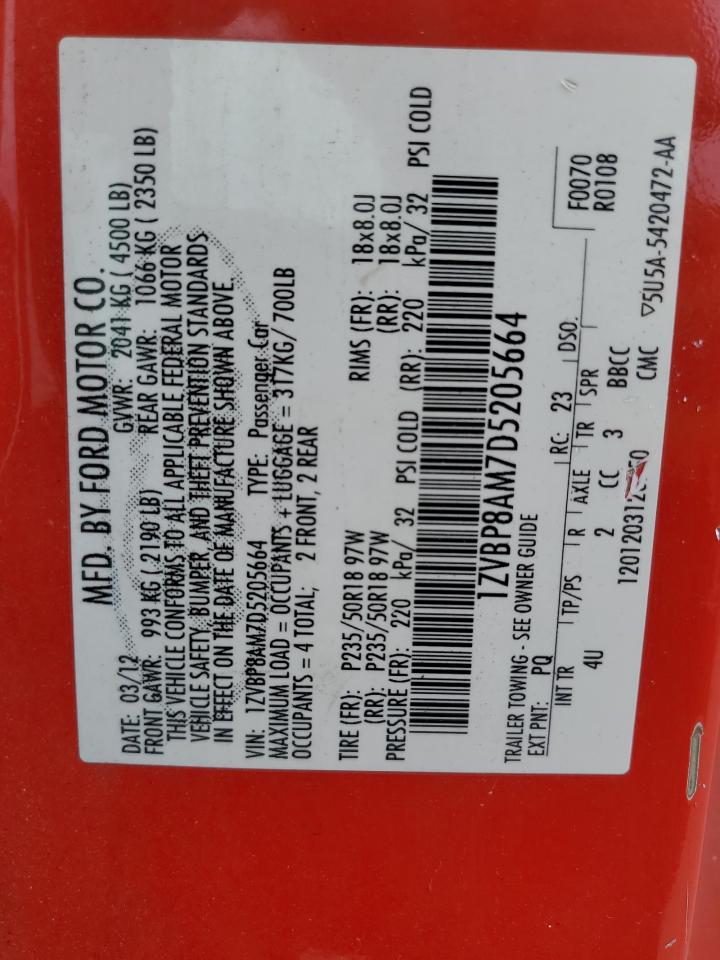 MFD. BY FORD MOTOR CO.
DATE: 03/12 GVWR: 2041 KG ( 4500 LB)
FRONT GAWR: 993 KG ( 2190 LB) REAR GAWR: 1066 KG ( 2350 LB)
THIS VEHICLE CONFORMS TO ALL APPLICABLE FEDERAL MOTOR
VEHICLE SAFETY, BUMPER, AND THEFT PREVENTION STANDARDS
IN EFFECT ON THE DATE OF MANUFACTURE SHOWN ABOVE.
VIN: 1ZVBP8AM7D5205664 TYPE: Passenger Car
MAXIMUM LOAD = OCCUPANTS + LUGGAGE = 317KG/ 700LB
OCCUPANTS = 4 TOTAL; 2 FRONT, 2 REAR
TIRE (FR): P235/50R18 97W RIMS (FR): 18x8.0J
(RR): P235/50R18 97W (RR): 18x8.0J
PRESSURE (FR): 220 kPa/ 32 PSI COLD (RR): 220 kPa/ 32 PSI COLD
1ZVBP8AM7D5205664
TRAILER TOWING - SEE OWNER GUIDE
EXT PNT: PQ RC: 23 DSO: F0070
INT TR TP/PS R AXLE TR SPR R0108
4U 2 CC 3 BBCC
CMC ▽5U5A-5420472-AA